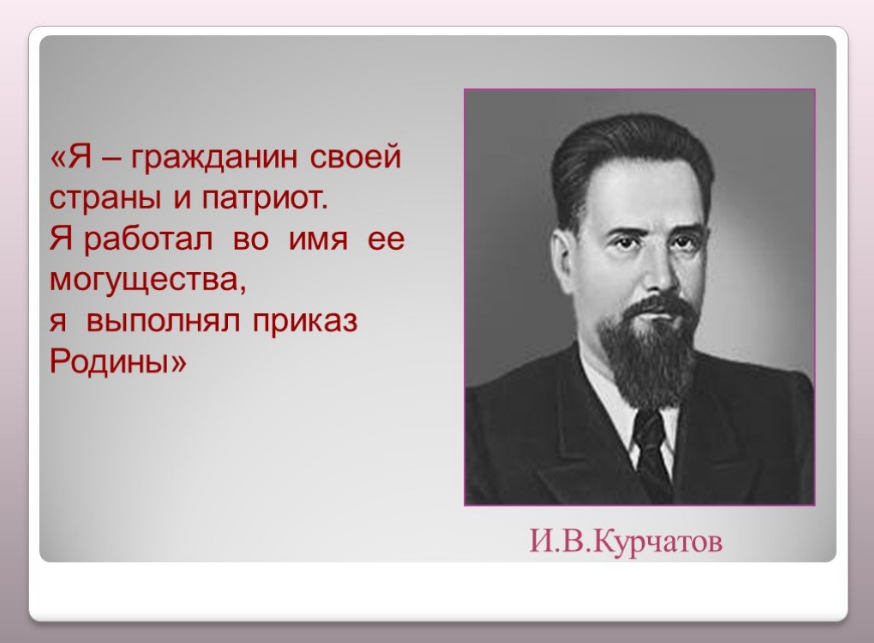 «Я – гражданин своей
страны и патриот.
Я работал во имя ее
могущества,
я выполнял приказ
Родины»
И.В.Курчатов